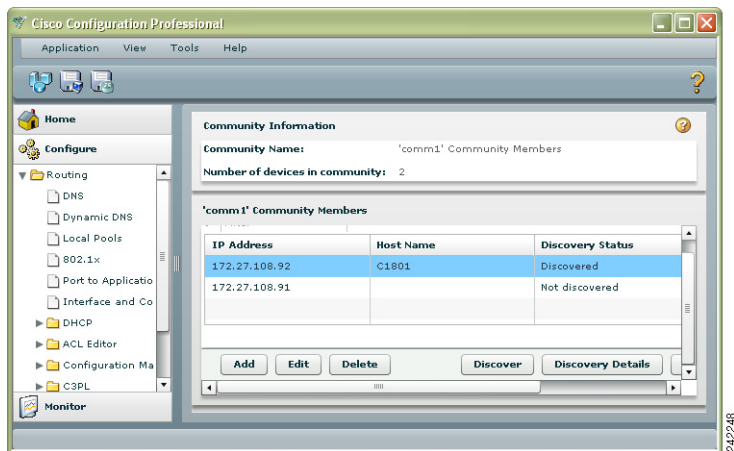 Cisco Configuration Professional
Application View Tools Help
Home
Configure
Routing
DNS
Dynamic DNS
Local Pools
802.1x
Port to Applicatio
Interface and Co
DHCP
ACL Editor
Configuration Ma
C3PL
Monitor
Community Information
Community Name: 'comm1' Community Members
Number of devices in community: 2
'comm1' Community Members
IP Address Host Name Discovery Status
172.27.108.92 C1801 Discovered
172.27.108.91 Not discovered
Add Edit Delete Discover Discovery Details
242248